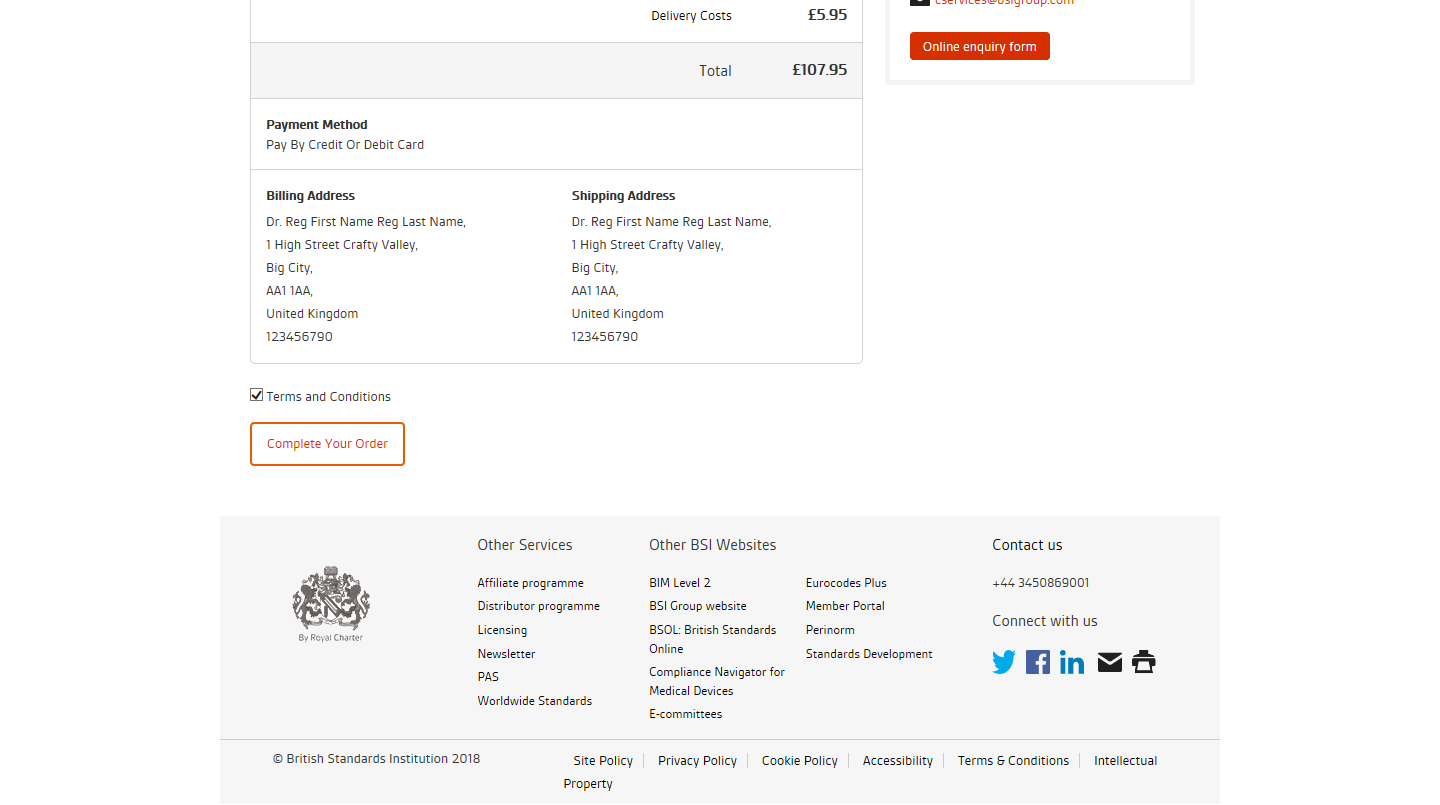 Delivery Costs £5.95
cservices@bsigroup.com
Online enquiry form
Total £107.95
Payment Method
Pay By Credit Or Debit Card
Billing Address
Dr. Reg First Name Reg Last Name,
1 High Street Crafty Valley,
Big City,
AA1 1AA,
United Kingdom
123456790
Shipping Address
Dr. Reg First Name Reg Last Name,
1 High Street Crafty Valley,
Big City,
AA1 1AA,
United Kingdom
123456790
Terms and Conditions
Complete Your Order
By Royal Charter
Other Services
Affiliate programme
Distributor programme
Licensing
Newsletter
PAS
Worldwide Standards
Other BSI Websites
BIM Level 2
BSI Group website
BSOL: British Standards
Online
Compliance Navigator for
Medical Devices
E-committees
Eurocodes Plus
Member Portal
Perinorm
Standards Development
Contact us
+44 3450869001
Connect with us
© British Standards Institution 2018
Site Policy Privacy Policy Cookie Policy Accessibility Terms & Conditions Intellectual
Property